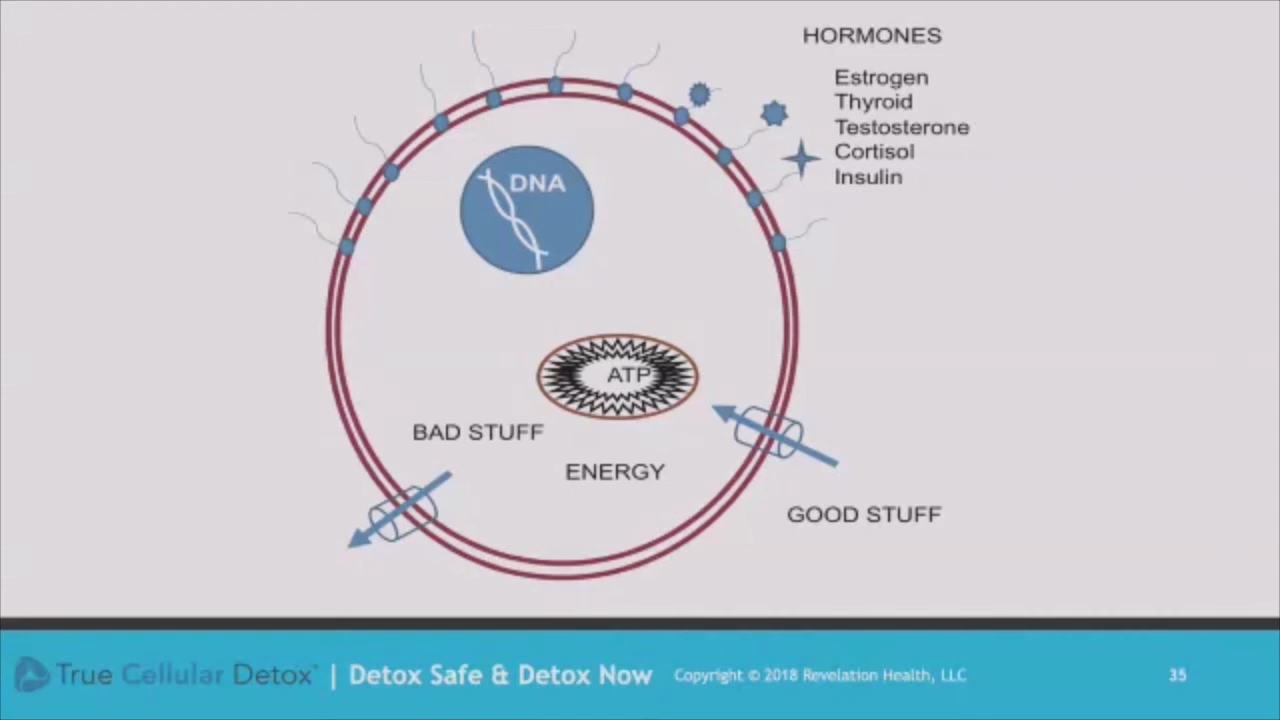 HORMONES
Estrogen
Thyroid
Testosterone
Cortisol
Insulin
DNA
ATP
BAD STUFF
ENERGY
GOOD STUFF
True Cellular Detox™ | Detox Safe & Detox Now Copyright © 2018 Revelation Health, LLC 35